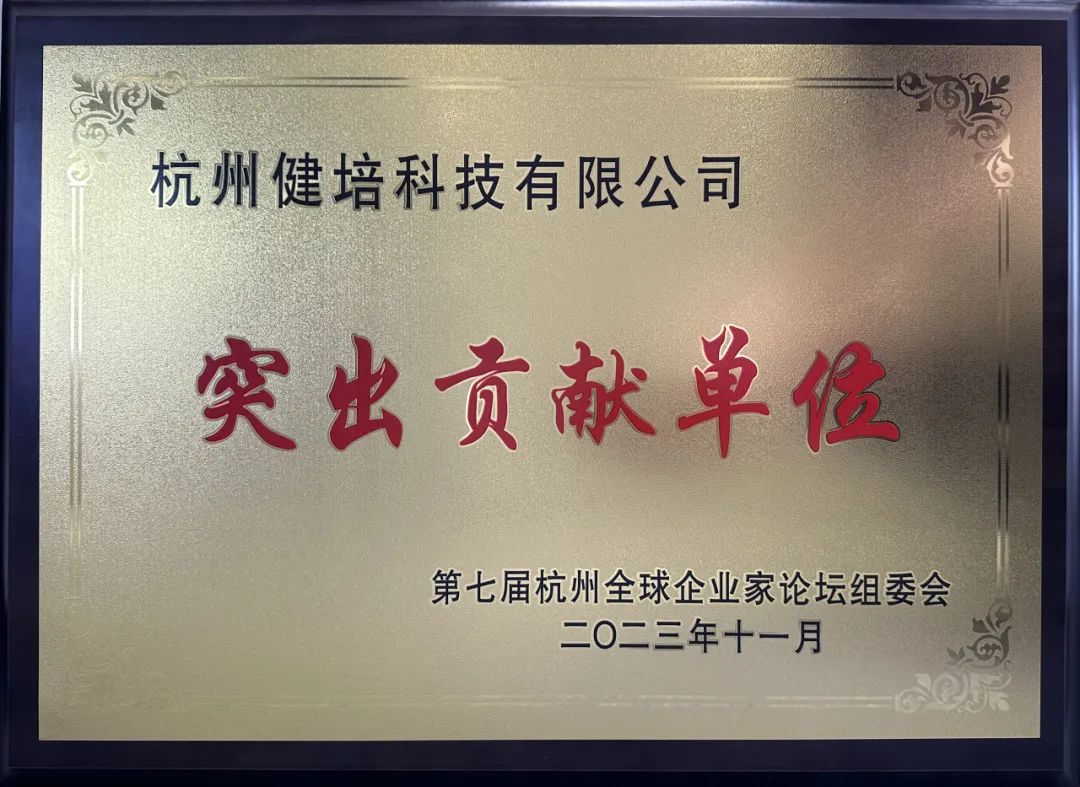 杭州健培科技有限公司
突出贡献单位
第七届杭州全球企业家论坛组委会
二〇二三年十一月